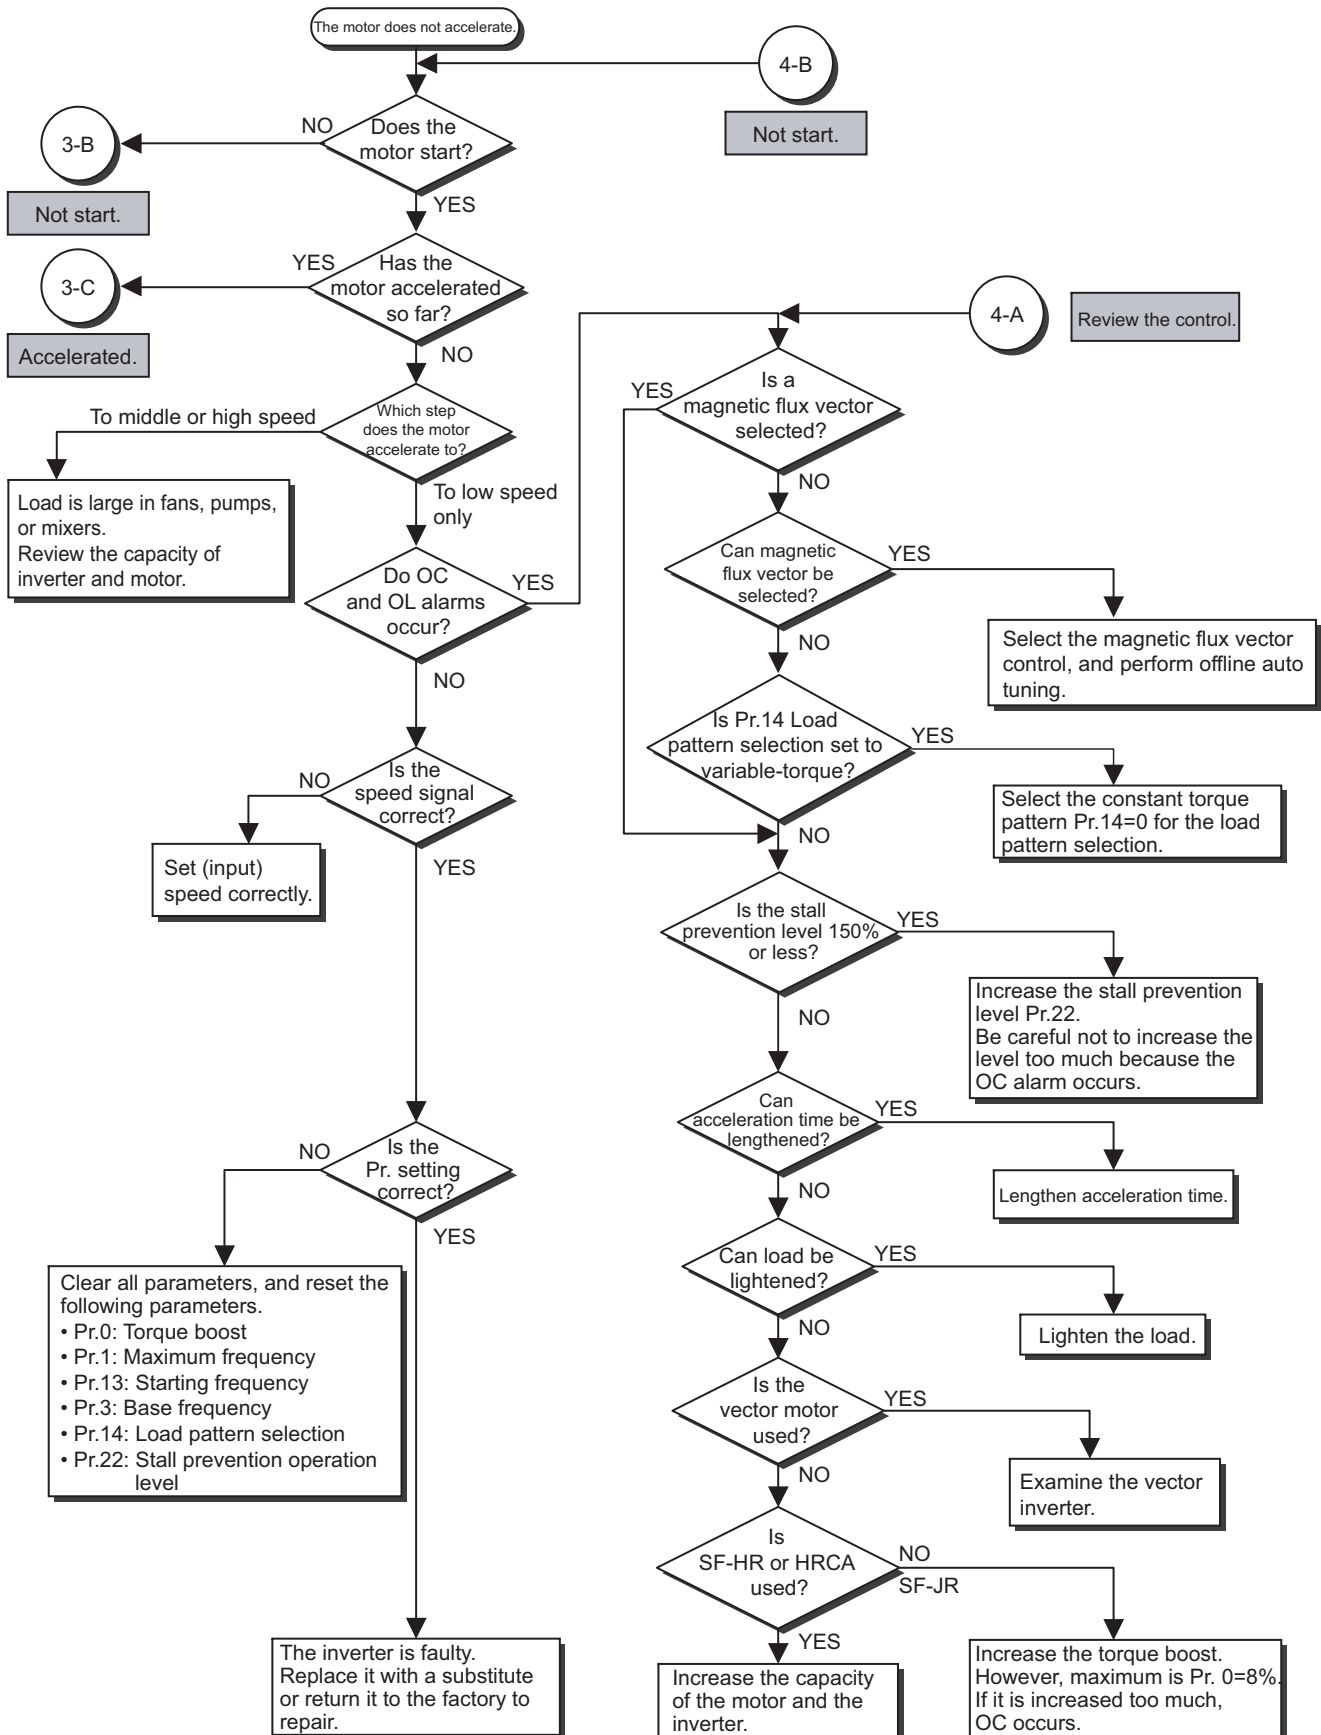 The motor does not accelerate.
4-B
Not start.
NO
Does the
motor start?
3-B
Not start.
YES
YES
Has the
motor accelerated
so far?
3-C
Accelerated.
NO
To middle or high speed
Which step
does the motor
accelerate to?
Load is large in fans, pumps,
or mixers.
Review the capacity of
inverter and motor.
To low speed
only
Do OC
and OL alarms
occur?
YES
NO
NO
Is the
speed signal
correct?
Set (input)
speed correctly.
YES
NO
Is the
Pr. setting
correct?
YES
Clear all parameters, and reset the
following parameters.
• Pr.0: Torque boost
• Pr.1: Maximum frequency
• Pr.13: Starting frequency
• Pr.3: Base frequency
• Pr.14: Load pattern selection
• Pr.22: Stall prevention operation
level
The inverter is faulty.
Replace it with a substitute
or return it to the factory to
repair.
4-A
Review the control.
YES
Is a
magnetic flux vector
selected?
NO
Can magnetic
flux vector be
selected?
YES
Select the magnetic flux vector
control, and perform offline auto
tuning.
NO
Is Pr.14 Load
pattern selection set to
variable-torque?
YES
Select the constant torque
pattern Pr.14=0 for the load
pattern selection.
NO
Is the stall
prevention level 150%
or less?
YES
Increase the stall prevention
level Pr.22.
Be careful not to increase the
level too much because the
OC alarm occurs.
NO
Can
acceleration time be
lengthened?
YES
Lengthen acceleration time.
NO
Can load be
lightened?
YES
Lighten the load.
NO
Is the
vector motor
used?
YES
Examine the vector
inverter.
NO
Is
SF-HR or HRCA
used?
NO
SF-JR
YES
Increase the capacity
of the motor and the
inverter.
Increase the torque boost.
However, maximum is Pr. 0=8%.
If it is increased too much,
OC occurs.